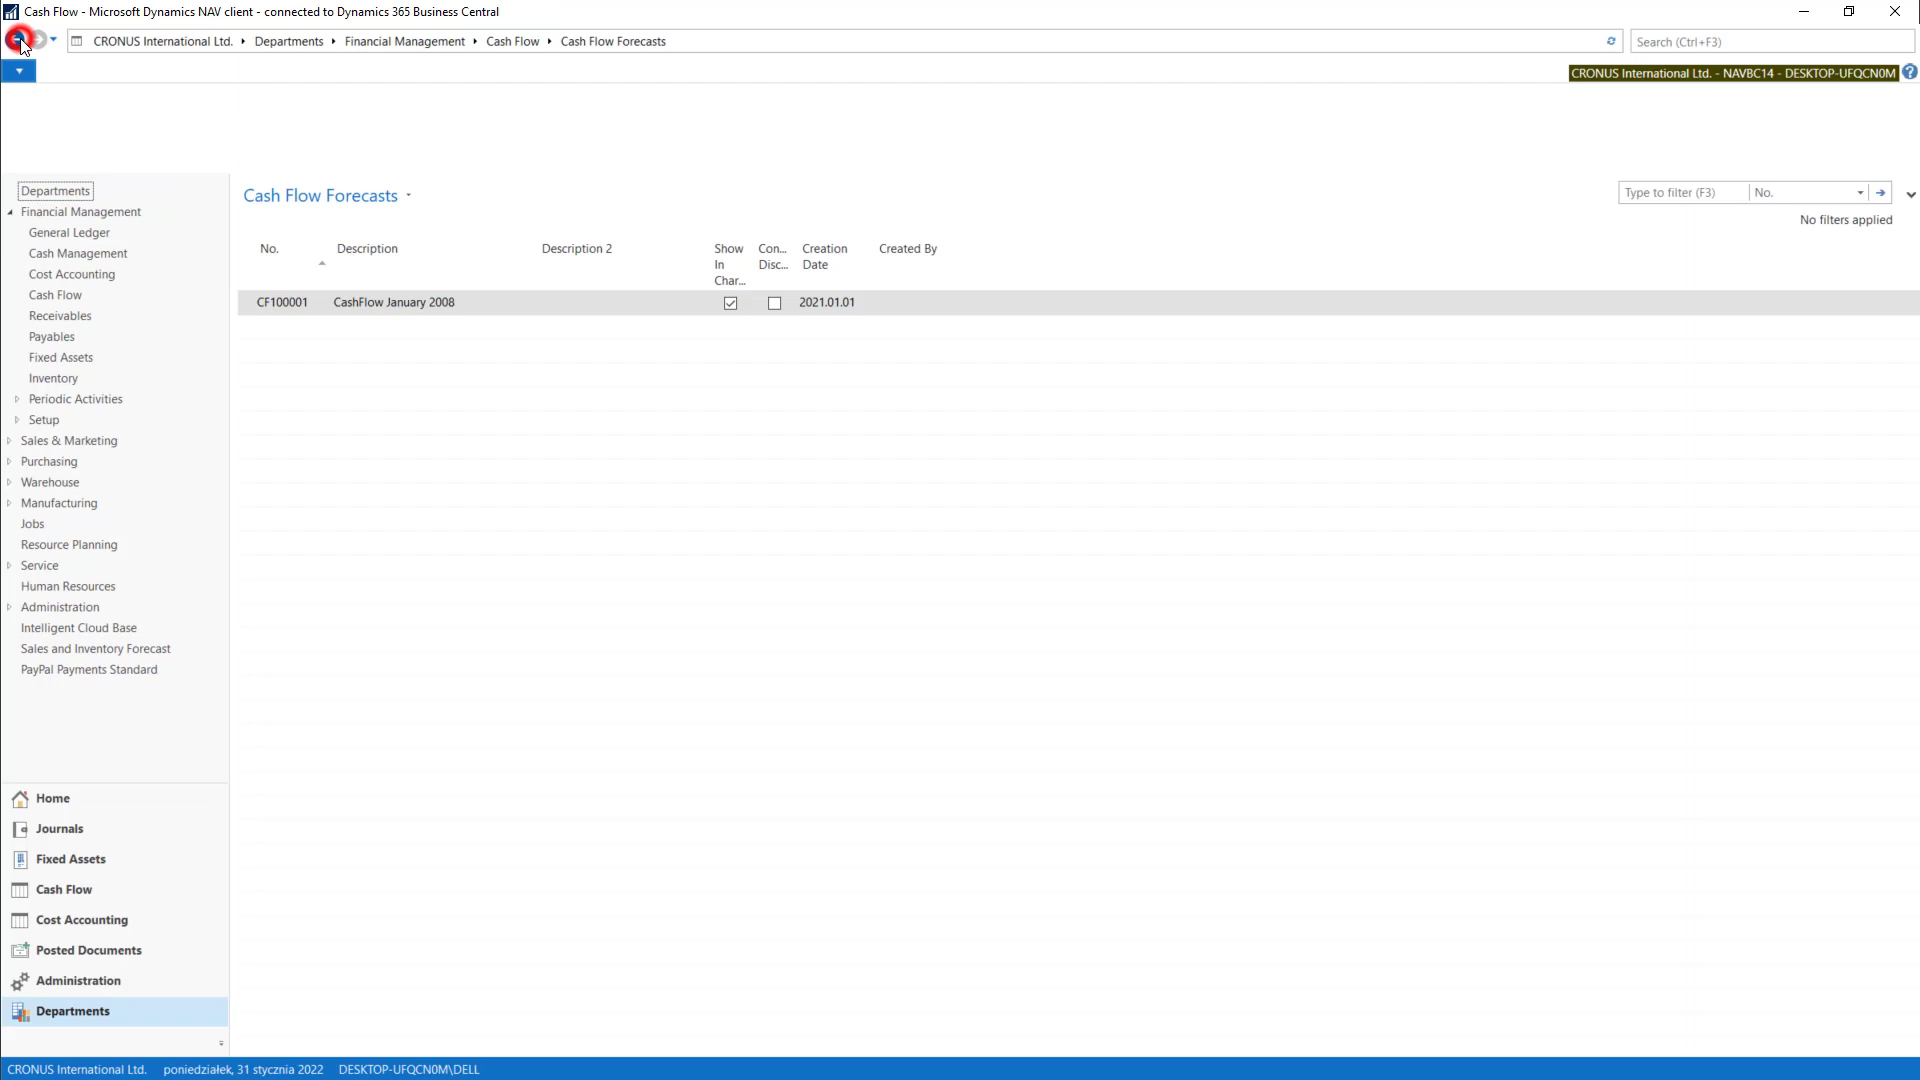 Cash Flow - Microsoft Dynamics NAV client - connected to Dynamics 365 Business Central
CRONUS International Ltd. Departments Financial Management Cash Flow Cash Flow Forecasts
Search (Ctrl+F3)
CRONUS International Ltd. - NAVBC14 - DESKTOP-UFQCN0M
Departments
Financial Management
General Ledger
Cash Management
Cost Accounting
Cash Flow
Receivables
Payables
Fixed Assets
Inventory
Periodic Activities
Setup
Sales & Marketing
Purchasing
Warehouse
Manufacturing
Jobs
Resource Planning
Service
Human Resources
Administration
Intelligent Cloud Base
Sales and Inventory Forecast
PayPal Payments Standard
Home
Journals
Fixed Assets
Cash Flow
Cost Accounting
Posted Documents
Administration
Departments
Cash Flow Forecasts
Type to filter (F3) No.
No filters applied
No. Description Description 2 Show In Char... Con... Disc... Creation Date Created By
CF100001 CashFlow January 2008 2021.01.01
CRONUS International Ltd. poniedziałek, 31 stycznia 2022 DESKTOP-UFQCN0M\DELL